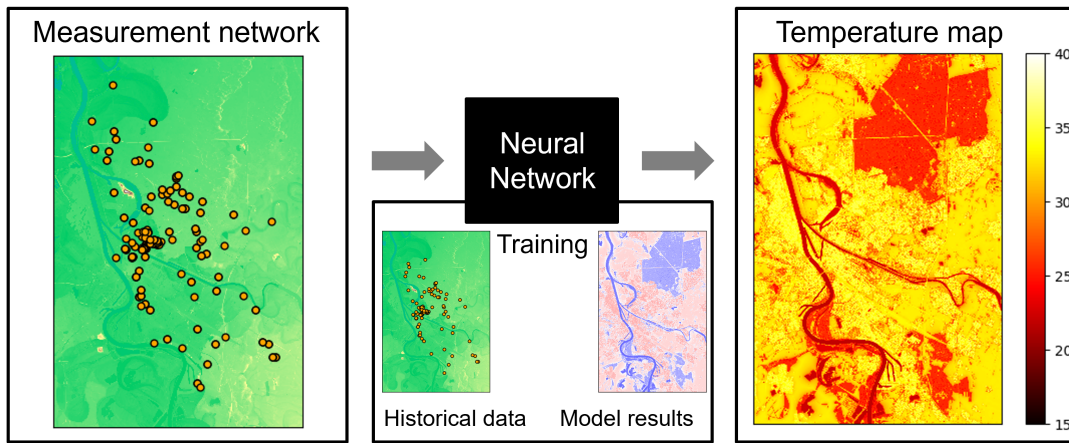 Measurement network
Neural
Network
Training
Historical data
Model results
Temperature map
40
35
30
25
20
15